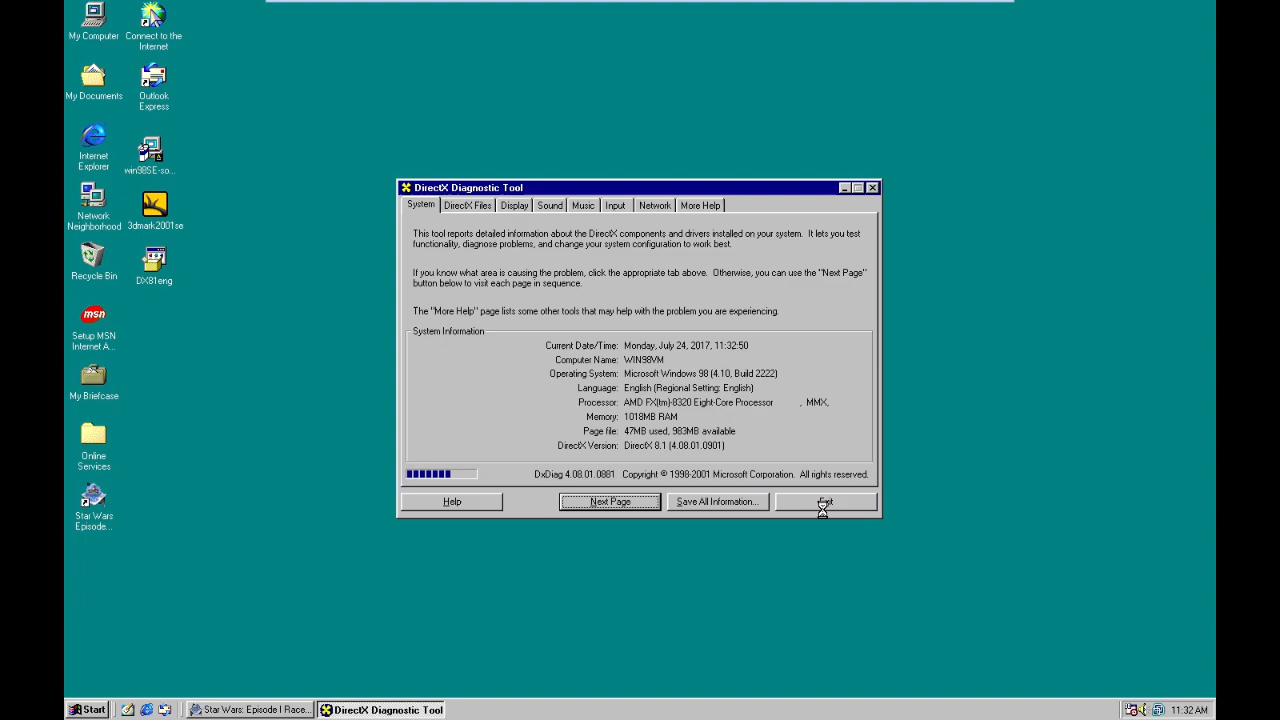 My Computer
Connect to the
Internet
My Documents
Outlook
Express
Internet
Explorer
win98SE-so...
Network
Neighborhood
3dmark2001se
Recycle Bin
DX81eng
msn
Setup MSN
Internet A...
My Briefcase
Online
Services
Star Wars
Episode...
DirectX Diagnostic Tool
System
DirectX Files
Display
Sound
Music
Input
Network
More Help
This tool reports detailed information about the DirectX components and drivers installed on your system. It lets you test
functionality, diagnose problems, and change your system configuration to work best.
If you know what area is causing the problem, click the appropriate tab above. Otherwise, you can use the "Next Page"
button below to visit each page in sequence.
The "More Help" page lists some other tools that may help with the problem you are experiencing.
System Information
Current Date/Time: Monday, July 24, 2017, 11:32:50
Computer Name: WIN98VM
Operating System: Microsoft Windows 98 (4.10, Build 2222)
Language: English (Regional Setting: English)
Processor: AMD FX(tm)-8320 Eight-Core Processor , MMX,
Memory: 1018MB RAM
Page file: 47MB used, 983MB available
DirectX Version: DirectX 8.1 (4.08.01.0901)
DxDiag 4.08.01.0881 Copyright © 1998-2001 Microsoft Corporation. All rights reserved.
Help
Next Page
Save All Information...
Exit
Start
Star Wars: Episode I Race...
DirectX Diagnostic Tool
11:32 AM